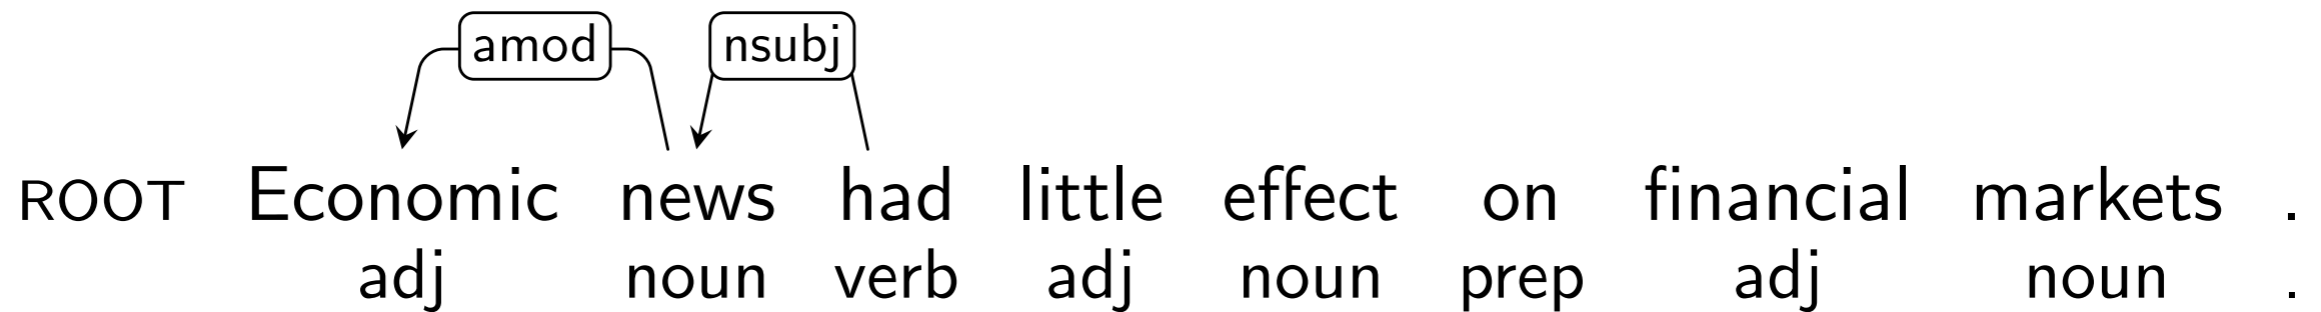 amod nsubj
ROOT Economic news had little effect on financial markets .
adj noun verb adj noun prep adj noun .